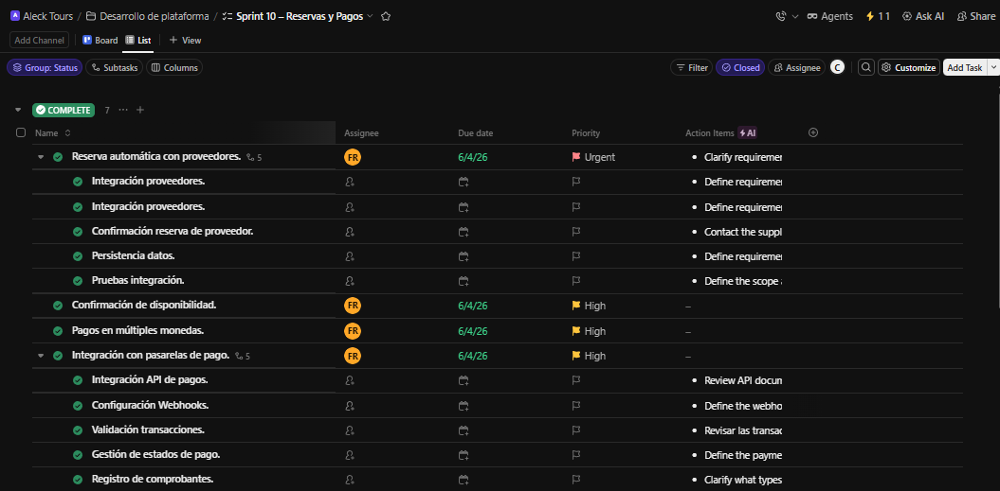 A Aleck Tours / Desarrollo de plataforma / Sprint 10 – Reservas y Pagos Agents 11 Ask AI Share
Add Channel Board List + View
Group: Status Subtasks Columns Filter Closed Assignee C Customize Add Task
COMPLETE 7 ... +
Name Assignee Due date Priority Action Items AI
Reserva automática con proveedores. 5 FR 6/4/26 Urgent • Clarify requiremen
Integración proveedores. • Define requiremen
Integración proveedores. • Define requiremen
Confirmación reserva de proveedor. • Contact the suppl
Persistencia datos. • Define requiremen
Pruebas integración. • Define the scope
Confirmación de disponibilidad. FR 6/4/26 High –
Pagos en múltiples monedas. FR 6/4/26 High –
Integración con pasarelas de pago. 5 FR 6/4/26 High
Integración API de pagos. • Review API docum
Configuración Webhooks. • Define the webho
Validación transacciones. • Revisar las transac
Gestión de estados de pago. • Define the payme
Registro de comprobantes. • Clarify what types